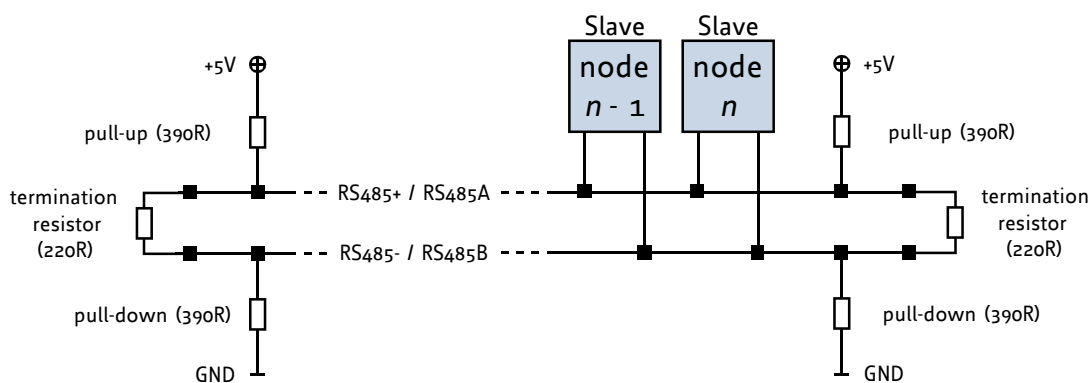 Slave
Slave
+5V
node
n - 1
node
n
+5V
pull-up (390R)
pull-up (390R)
termination
resistor
(220R)
RS485+ / RS485A
termination
resistor
(220R)
RS485- / RS485B
pull-down (390R)
pull-down (390R)
GND
GND